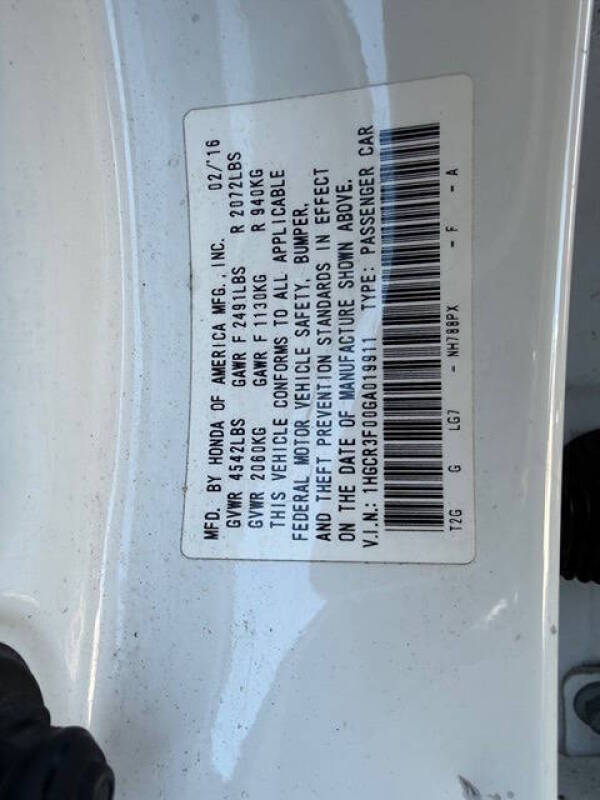 MFD. BY HONDA OF AMERICA MFG., INC. 02/'16
GVWR 4542LBS GAWR F 2491LBS R 2072LBS
GVWR 2060KG GAWR F 1130KG R 940KG
THIS VEHICLE CONFORMS TO ALL APPLICABLE
FEDERAL MOTOR VEHICLE SAFETY, BUMPER,
AND THEFT PREVENTION STANDARDS IN EFFECT
ON THE DATE OF MANUFACTURE SHOWN ABOVE.
V.I.N.: 1HGCR3F00GA019911 TYPE: PASSENGER CAR
T2G G LG7 - NH788PX - F - A